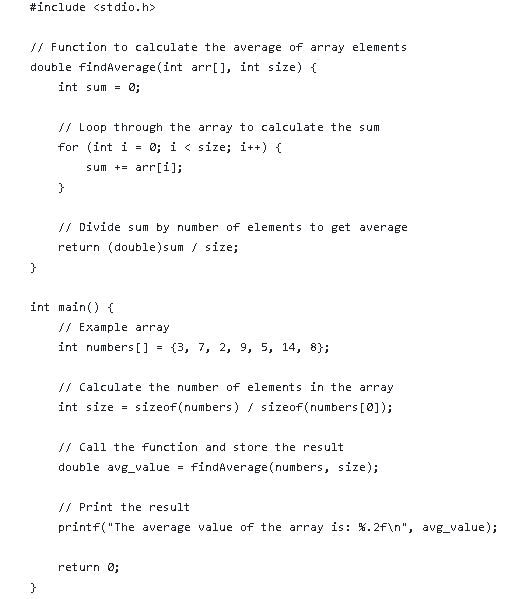 #include <stdio.h>

// Function to calculate the average of array elements
double findAverage(int arr[], int size) {
    int sum = 0;

    // Loop through the array to calculate the sum
    for (int i = 0; i < size; i++) {
        sum += arr[i];
    }

    // Divide sum by number of elements to get average
    return (double)sum / size;
}

int main() {
    // Example array
    int numbers[] = {3, 7, 2, 9, 5, 14, 8};

    // Calculate the number of elements in the array
    int size = sizeof(numbers) / sizeof(numbers[0]);

    // Call the function and store the result
    double avg_value = findAverage(numbers, size);

    // Print the result
    printf("The average value of the array is: %.2f\n", avg_value);

    return 0;
}